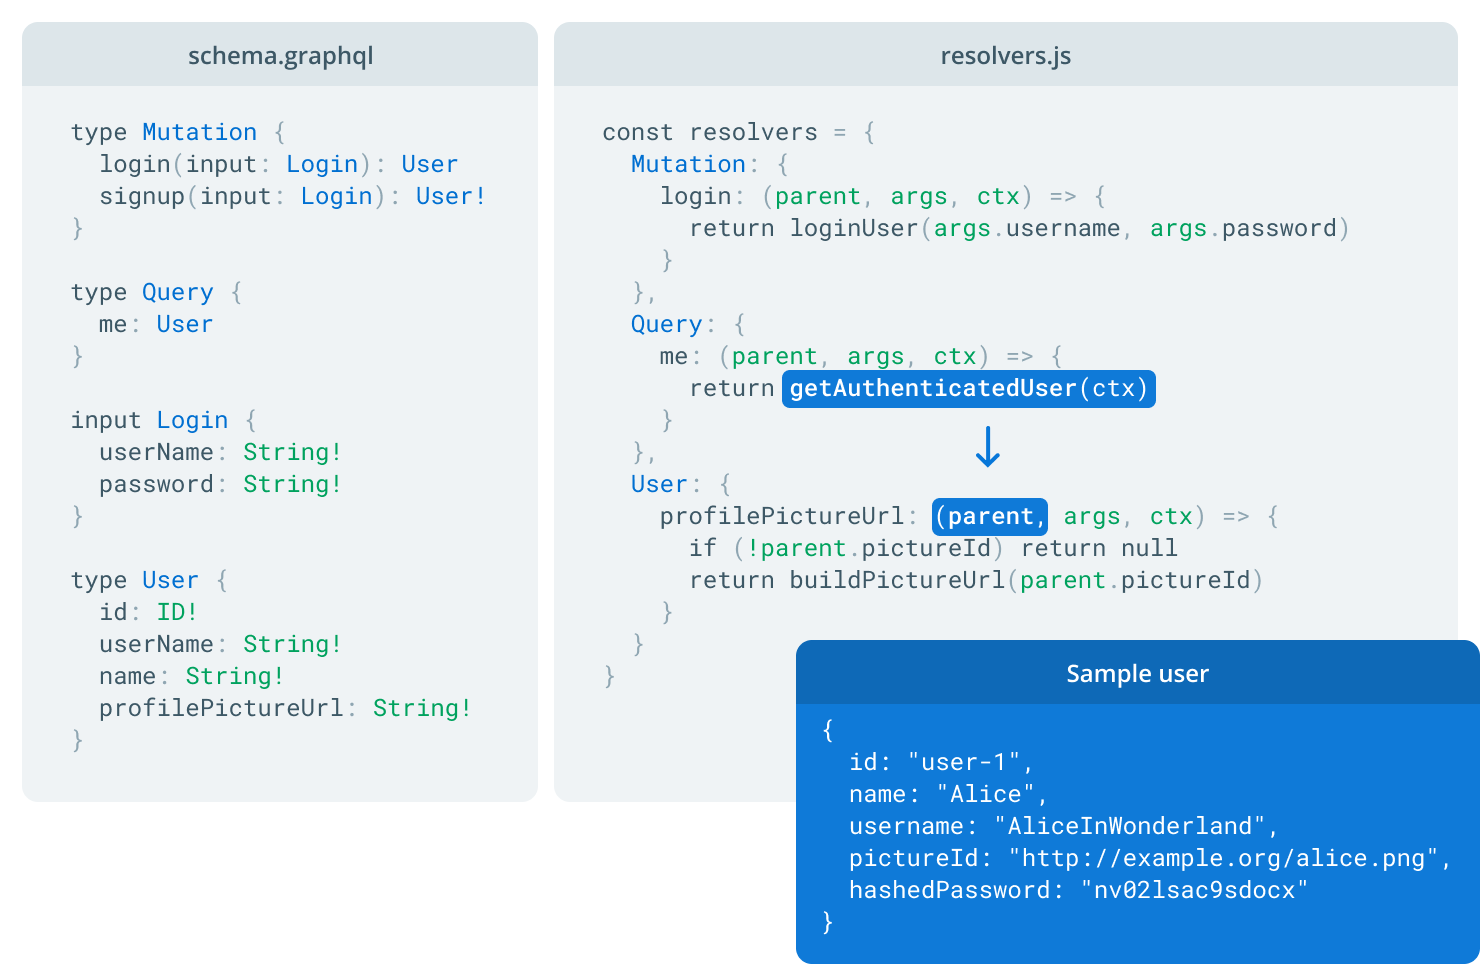 schema.graphql
type Mutation {
  login(input: Login): User
  signup(input: Login): User!
}
type Query {
  me: User
}
input Login {
  userName: String!
  password: String!
}
type User {
  id: ID!
  userName: String!
  name: String!
  profilePictureUrl: String!
}
resolvers.js
const resolvers = {
  Mutation: {
    login: (parent, args, ctx) => {
      return loginUser(args.username, args.password)
    }
  },
  Query: {
    me: (parent, args, ctx) => {
      return getAuthenticatedUser(ctx)
    }
  },
  User: {
    profilePictureUrl: (parent, args, ctx) => {
      if (!parent.pictureId) return null
      return buildPictureUrl(parent.pictureId)
    }
  }
}
Sample user
{
  id: "user-1",
  name: "Alice",
  username: "AliceInWonderland",
  pictureId: "http://example.org/alice.png",
  hashedPassword: "nv02lsac9sdocx"
}